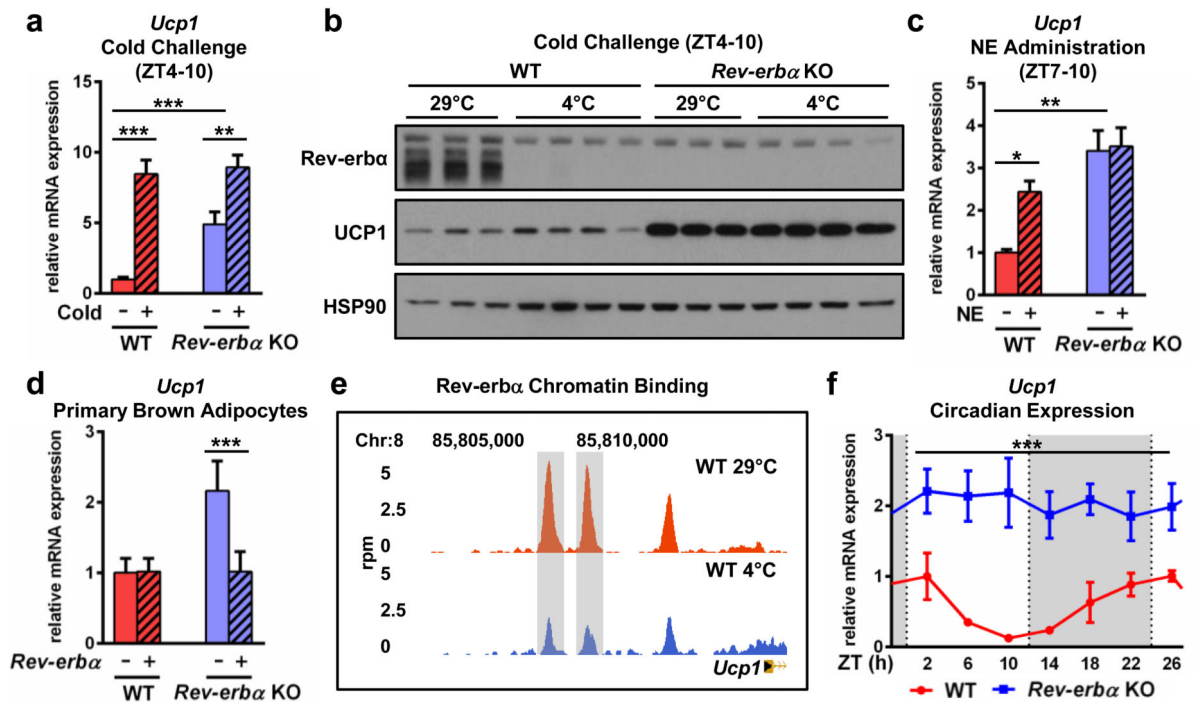 a
Ucp1
Cold Challenge
(ZT4-10)
relative mRNA expression
15
10
5
0
***
***
**
Cold
- + - +
WT Rev-erbα KO
b
Cold Challenge (ZT4-10)
WT Rev-erbα KO
29°C 4°C 29°C 4°C
Rev-erbα
UCP1
HSP90
c
Ucp1
NE Administration
(ZT7-10)
relative mRNA expression
5
4
3
2
1
0
**
*
NE
- + - +
WT Rev-erbα KO
d
Ucp1
Primary Brown Adipocytes
relative mRNA expression
3
2
1
0
***
Rev-erbα - + - +
WT Rev-erbα KO
e
Rev-erbα Chromatin Binding
Chr:8 85,805,000 85,810,000
5
2.5
0
WT 29°C
rpm
5
2.5
0
WT 4°C
Ucp1
f
Ucp1
Circadian Expression
relative mRNA expression
3
2
1
0
***
ZT (h) 2 6 10 14 18 22 26
WT Rev-erbα KO